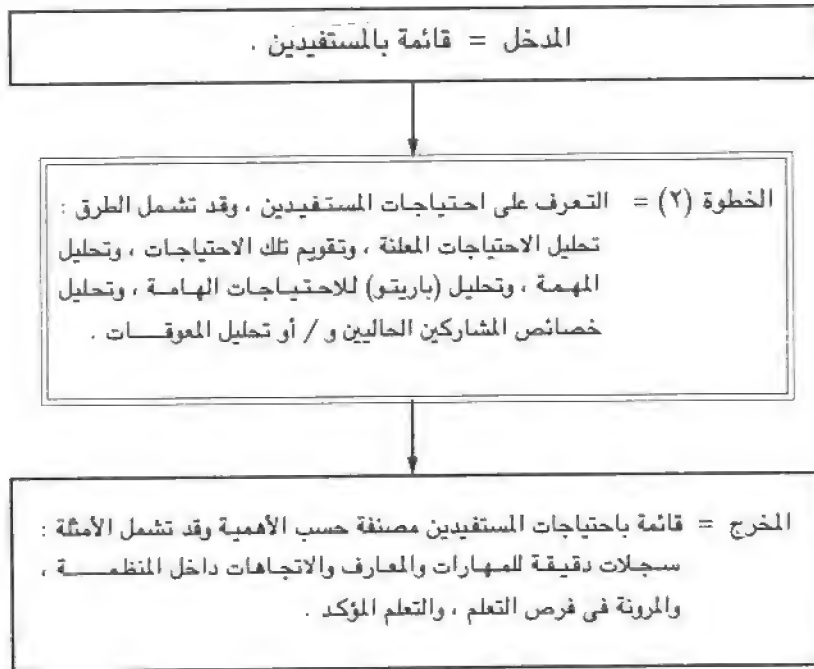 المدخل = قائمة بالمستفيدين .
الخطوة (٢) = التعرف على احتياجات المستفيدين ، وقد تشمل الطرق :
تحليل الاحتياجات المعلنة ، وتقويم تلك الاحتياجات ، وتحليل
المهمة ، وتحليل (باريتو) للاحتياجات الهامة ، وتحليل
خصائص المشاركين الحاليين و / أو تحليل المعوقـــات .
المخرج = قائمة باحتياجات المستفيدين مصنفة حسب الأهمية وقد تشمل الأمثلة :
سجلات دقيقة للمهارات والمعارف والاتجاهات داخل المنظمـــــة ،
والمرونة فى فرص التعلم ، والتعلم المؤكد .